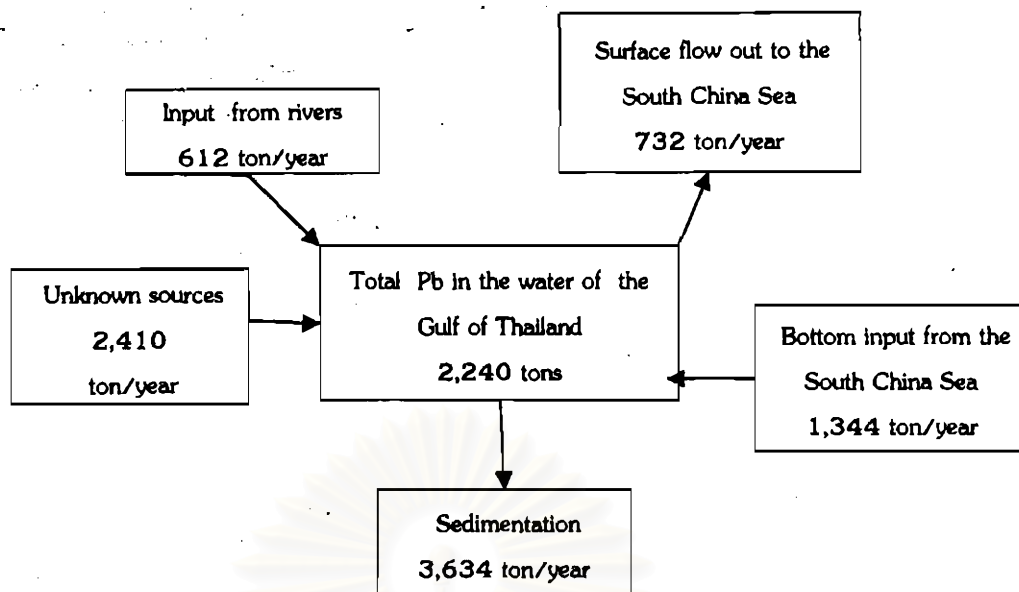 Surface flow out to the
South China Sea
732 ton/year
Input from rivers
612 ton/year
Total Pb in the water of the
Gulf of Thailand
2,240 tons
Unknown sources
2,410
ton/year
Bottom input from the
South China Sea
1,344 ton/year
Sedimentation
3,634 ton/year